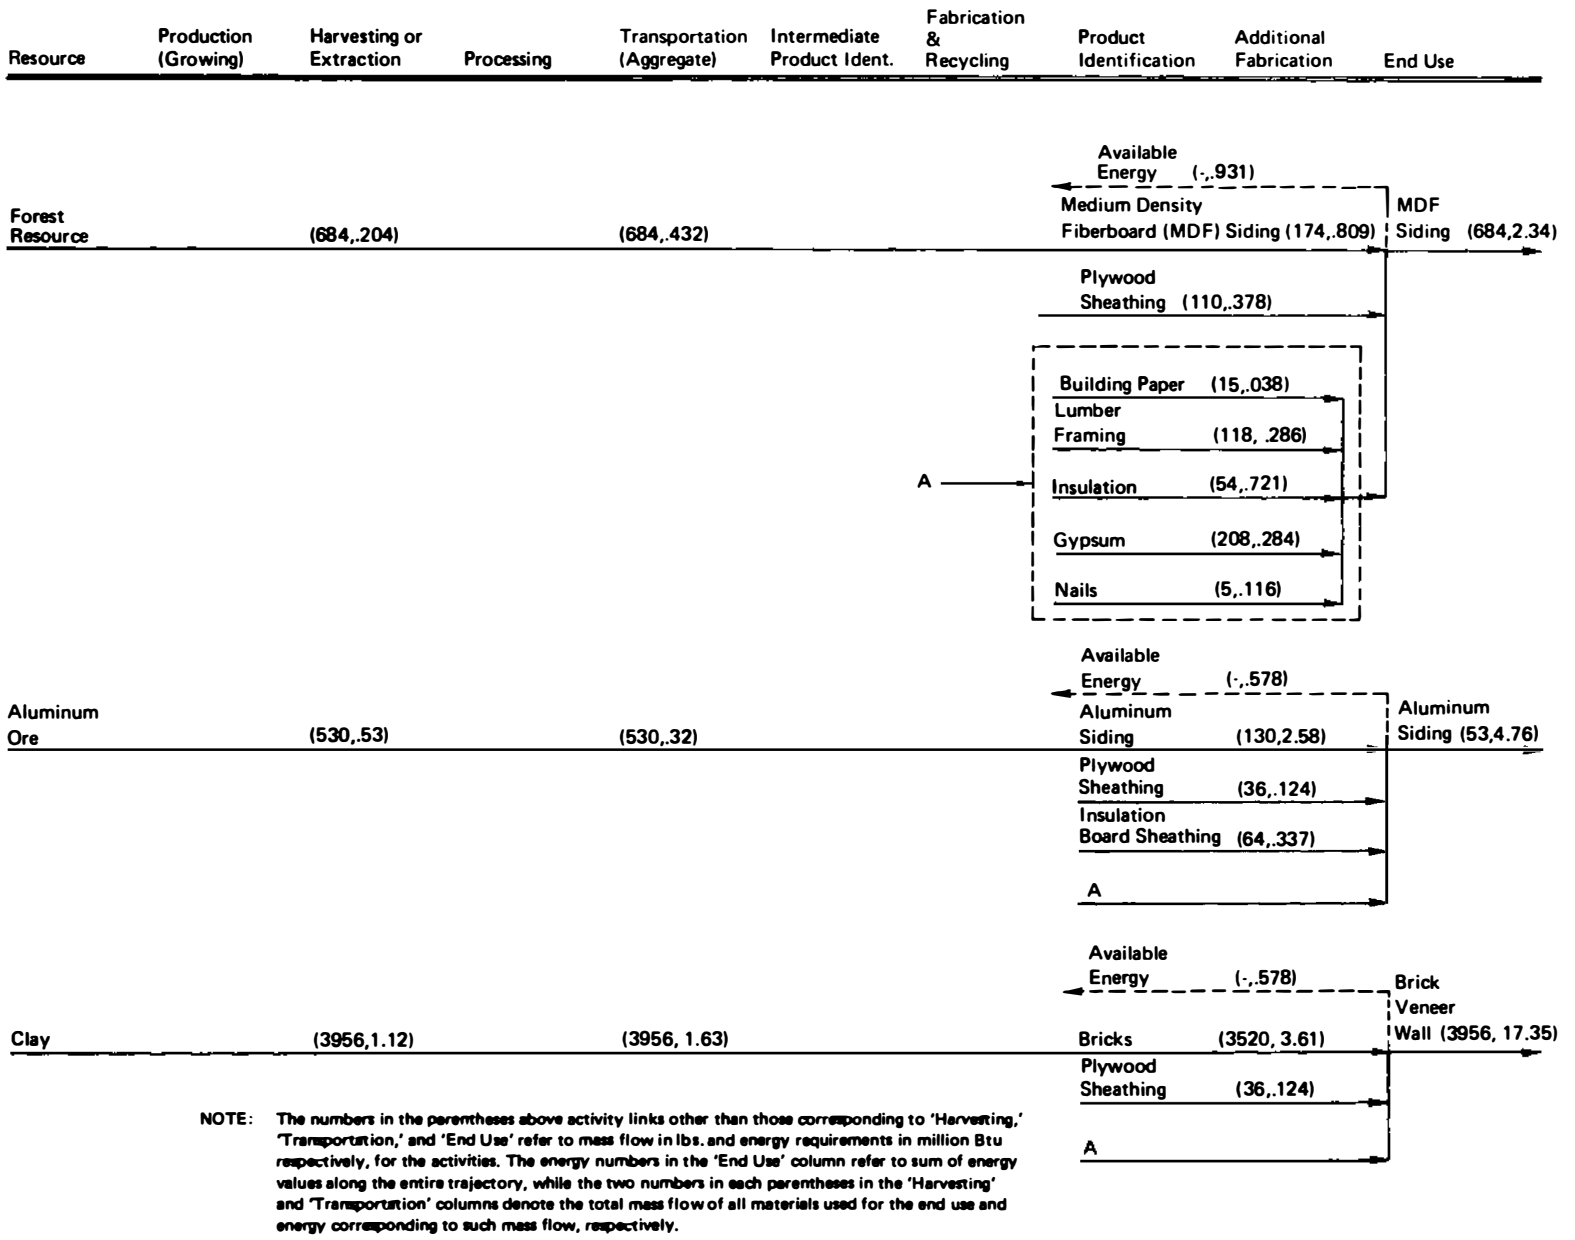 Resource
Production
(Growing)
Harvesting or
Extraction
Processing
Transportation
(Aggregate)
Intermediate
Product Ident.
Fabrication
&
Recycling
Product
Identification
Additional
Fabrication
End Use
Available
Energy (-,.931)
Forest
Resource
(684,.204)
(684,.432)
Medium Density
Fiberboard (MDF) Siding (174,.809)
MDF
Siding (684,2.34)
Plywood
Sheathing (110,.378)
A
Building Paper (15,.038)
Lumber
Framing (118, .286)
Insulation (54,.721)
Gypsum (208,.284)
Nails (5,.116)
Available
Energy (-,.578)
Aluminum
Ore
(530,.53)
(530,.32)
Aluminum
Siding (130,2.58)
Aluminum
Siding (53,4.76)
Plywood
Sheathing (36,.124)
Insulation
Board Sheathing (64,.337)
A
Available
Energy (-,.578)
Clay
(3956,1.12)
(3956, 1.63)
Bricks (3520, 3.61)
Brick
Veneer
Wall (3956, 17.35)
Plywood
Sheathing (36,.124)
A
NOTE: The numbers in the parentheses above activity links other than those corresponding to 'Harvesting,'
'Transportation,' and 'End Use' refer to mass flow in lbs. and energy requirements in million Btu
respectively, for the activities. The energy numbers in the 'End Use' column refer to sum of energy
values along the entire trajectory, while the two numbers in each parentheses in the 'Harvesting'
and 'Transportation' columns denote the total mass flow of all materials used for the end use and
energy corresponding to such mass flow, respectively.